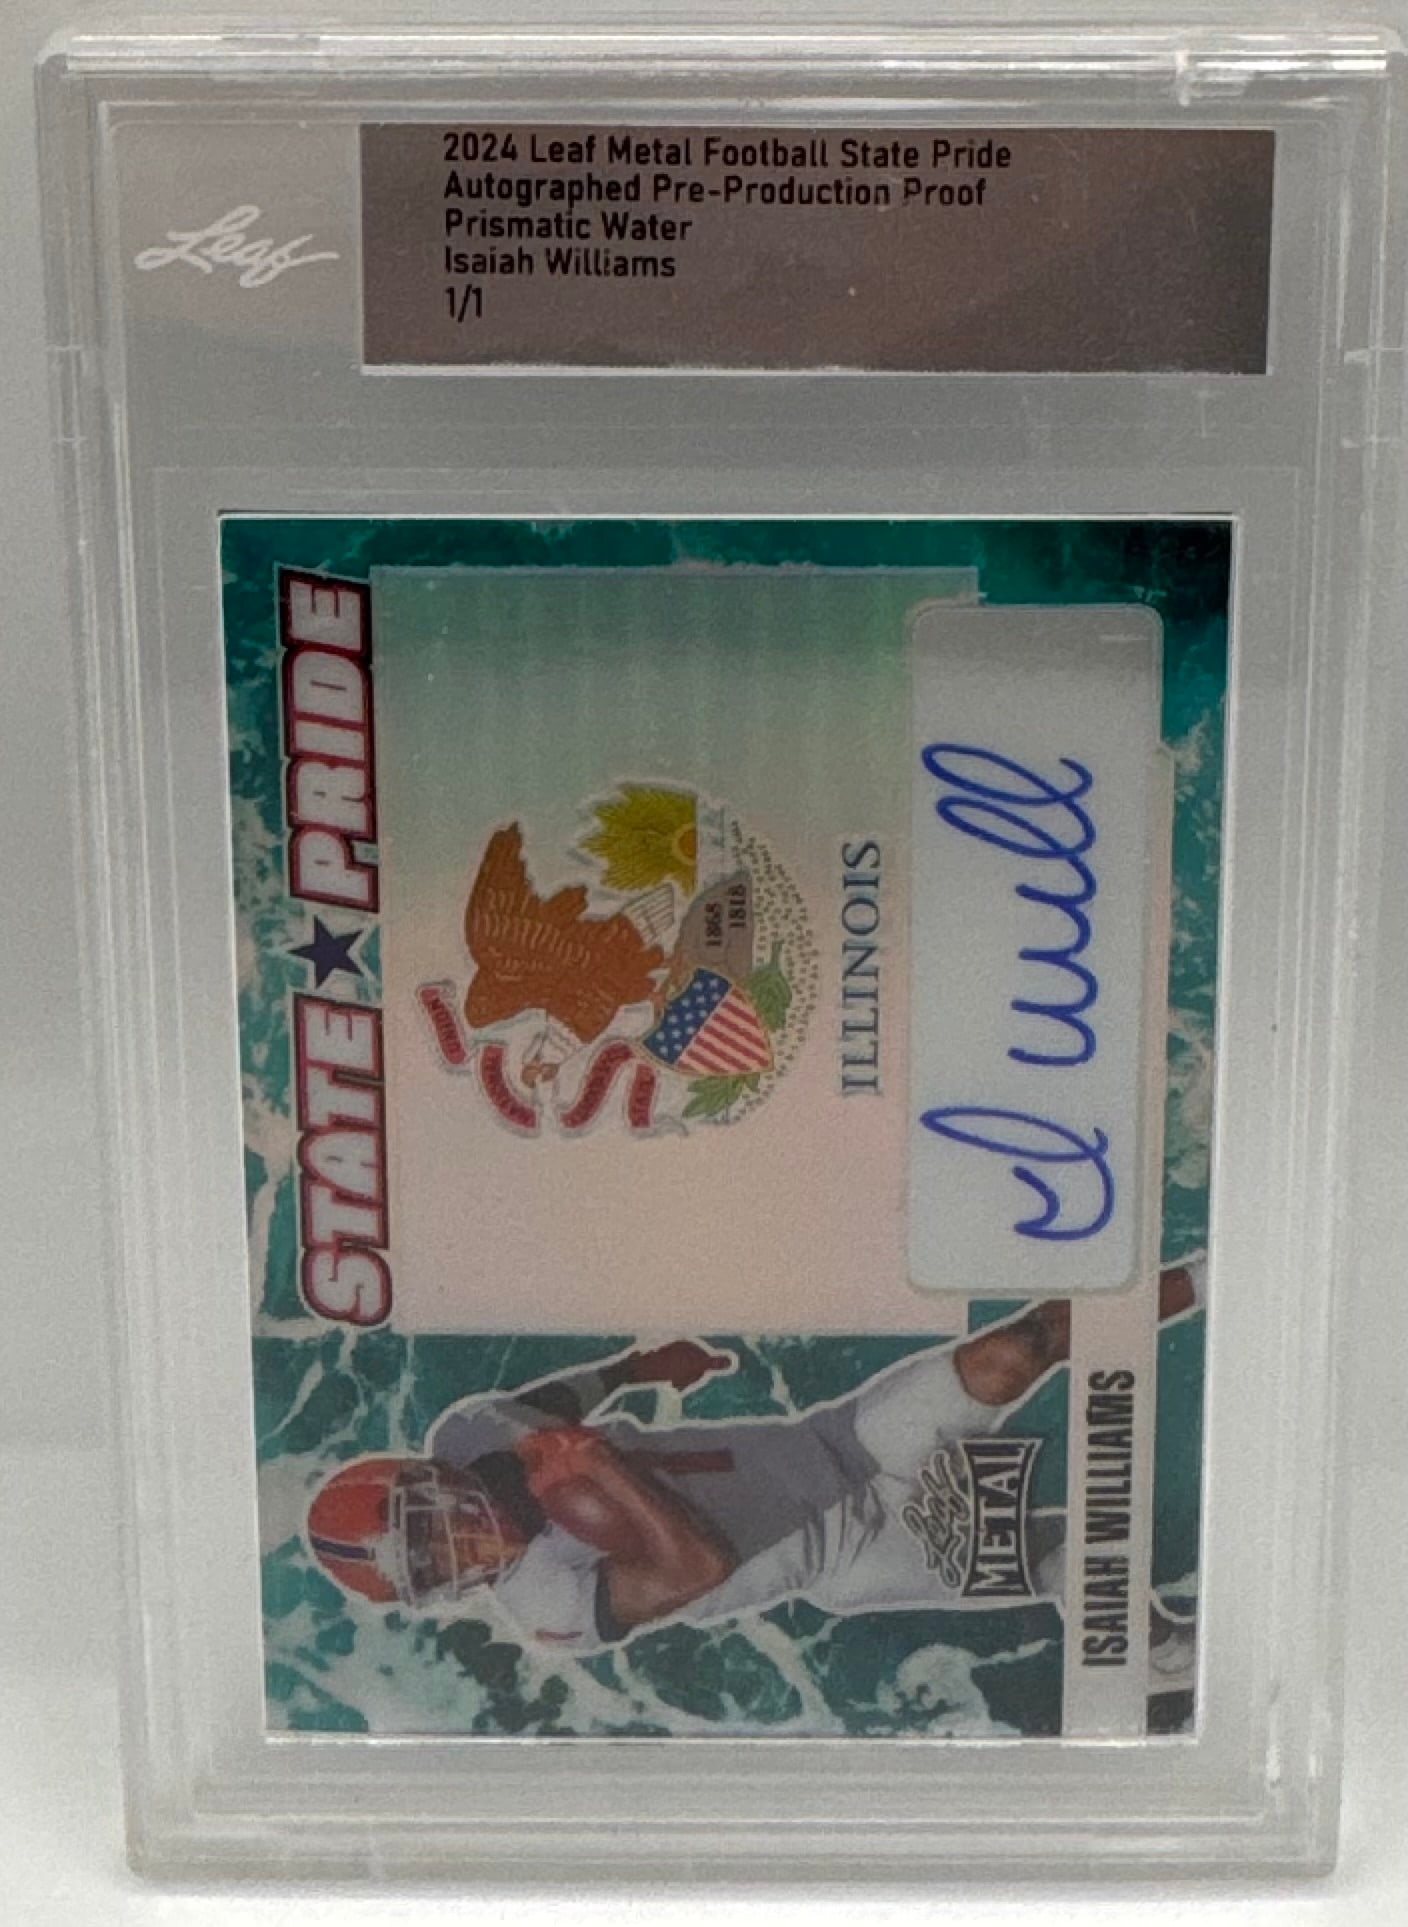 2024 Leaf Metal Football State Pride
Autographed Pre-Production Proof
Prismatic Water
Isaiah Williams
1/1
Leaf
STATE ★ PRIDE
1868
1818
ILLINOIS
Leaf
METAL
ISAIAH WILLIAMS